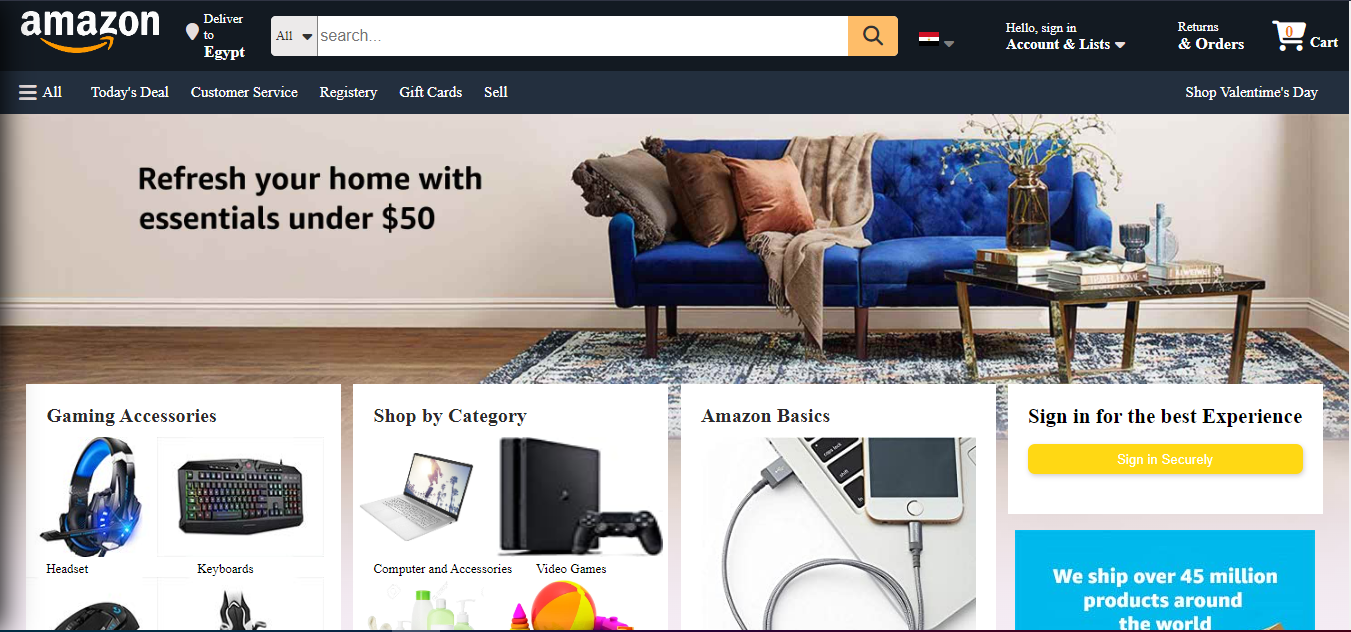 amazon
Deliver
to
Egypt
All
search...
Hello, sign in
Account & Lists
Returns
& Orders
0
Cart
All
Today's Deal
Customer Service
Registery
Gift Cards
Sell
Shop Valentine's Day
Refresh your home with
essentials under $50
Gaming Accessories
Shop by Category
Amazon Basics
Sign in for the best Experience
Sign in Securely
caps lock
shift
Headset
Keyboards
Computer and Accessories
Video Games
We ship over 45 million
products around
the world